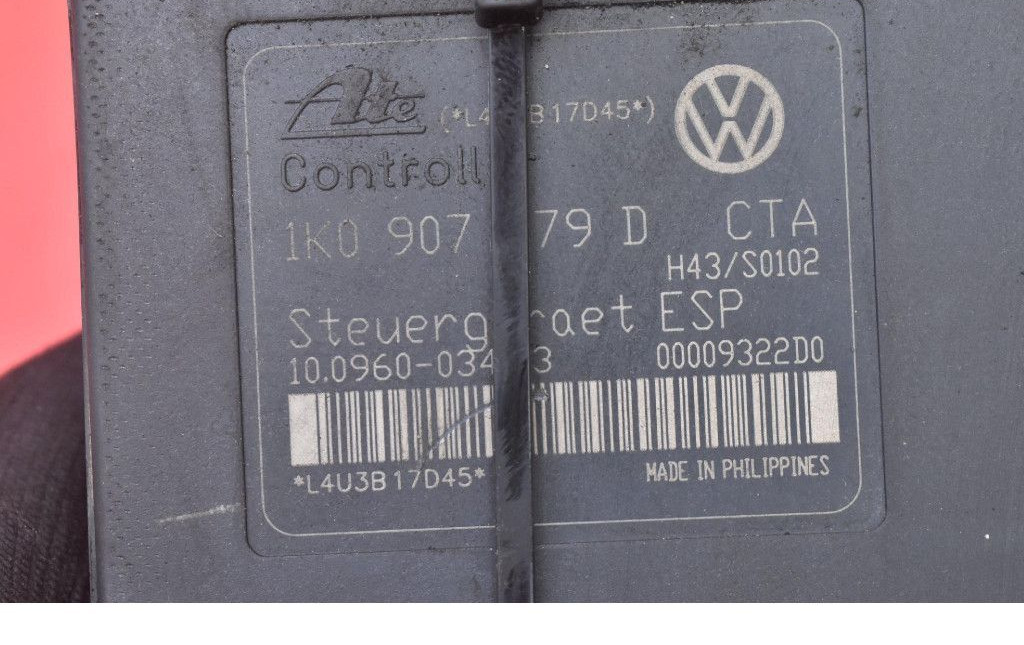 Ate (*L4 B17D45*)
Controll
1K0 907 79 D CTA
H43/S0102
Steuerg raet ESP
10.0960-034 3 00009322D0
*L4U3B17D45* MADE IN PHILIPPINES